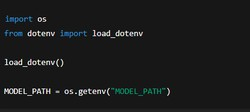 import os
from dotenv import load_dotenv
load_dotenv()
MODEL_PATH = os.getenv("MODEL_PATH")